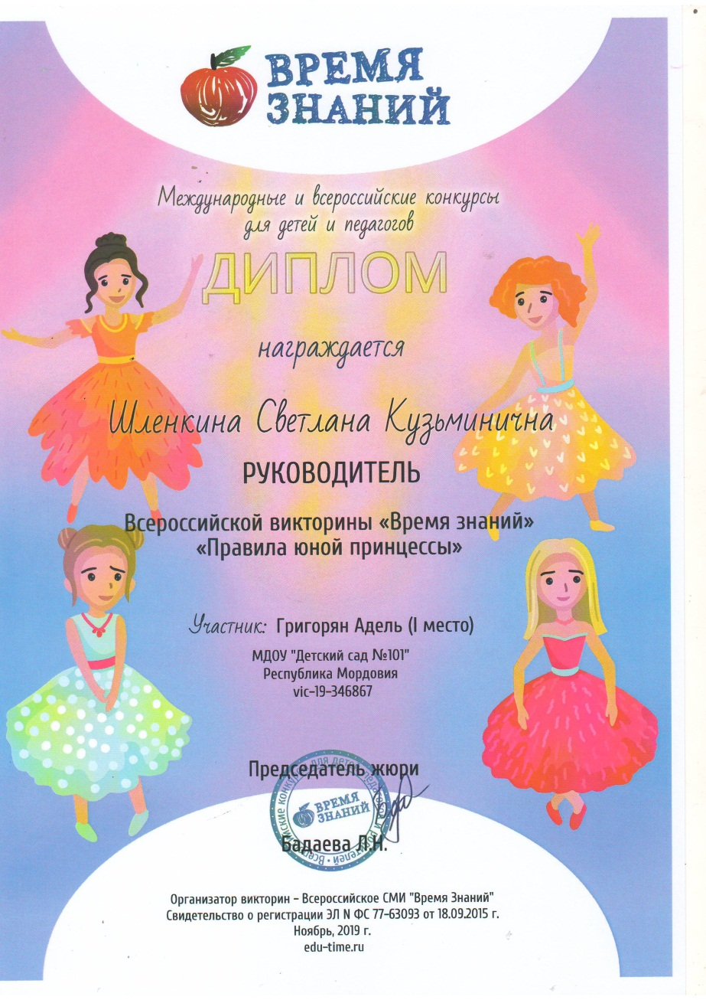 ВРЕМЯ
ЗНАНИЙ
Международные и всероссийские конкурсы
для детей и педагогов
ДИПЛОМ
награждается
Шленкина Светлана Кузьминична
РУКОВОДИТЕЛЬ
Всероссийской викторины «Время знаний»
«Правила юной принцессы»
Участник: Григорян Адель (I место)
МДОУ "Детский сад №101"
Республика Мордовия
vic-19-346867
Председатель жюри
ВРЕМЯ
ЗНАНИЙ
Бадаева Л.Н.
Организатор викторин - Всероссийское СМИ "Время Знаний"
Свидетельство о регистрации ЭЛ N ФС 77-63093 от 18.09.2015 г.
Ноябрь, 2019 г.
edu-time.ru